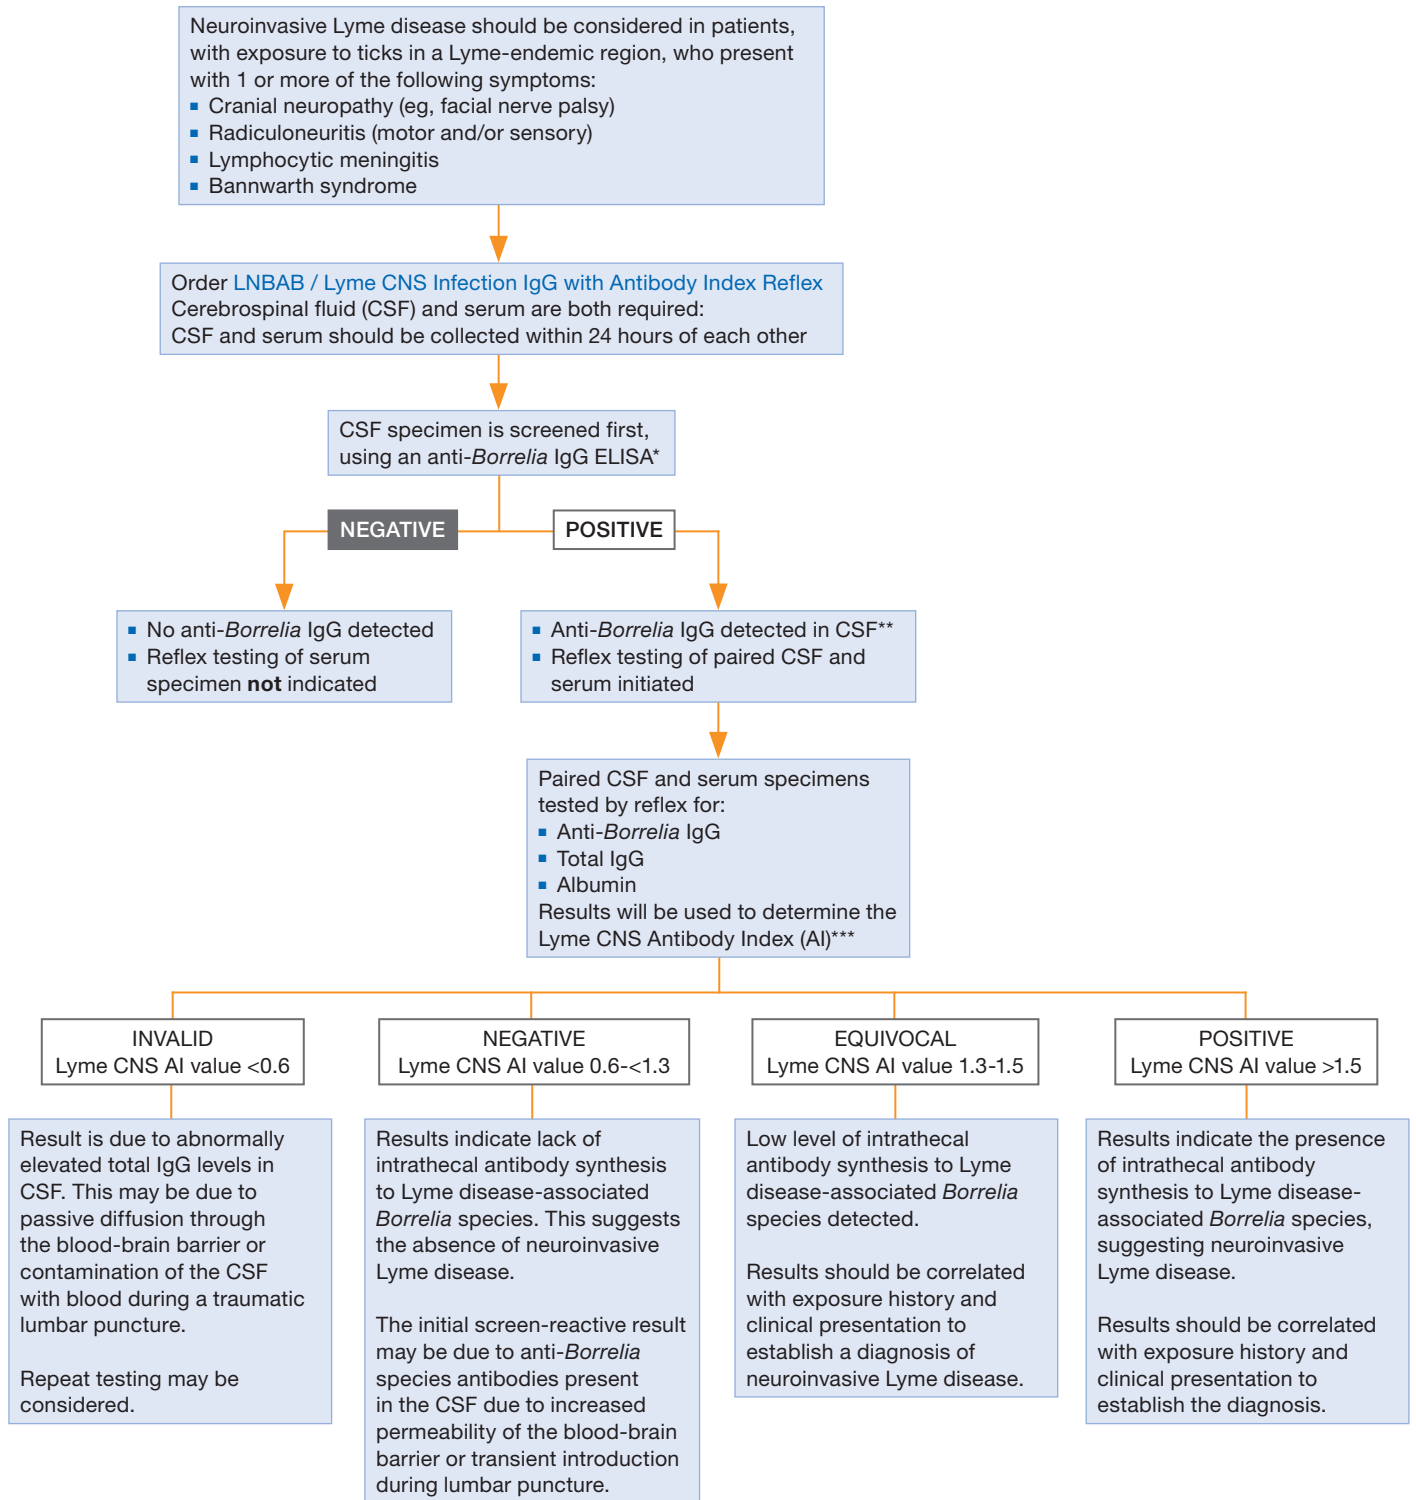 Neuroinvasive Lyme disease should be considered in patients,
with exposure to ticks in a Lyme-endemic region, who present
with 1 or more of the following symptoms:
▪ Cranial neuropathy (eg, facial nerve palsy)
▪ Radiculoneuritis (motor and/or sensory)
▪ Lymphocytic meningitis
▪ Bannwarth syndrome
Order LNBAB / Lyme CNS Infection IgG with Antibody Index Reflex
Cerebrospinal fluid (CSF) and serum are both required:
CSF and serum should be collected within 24 hours of each other
CSF specimen is screened first,
using an anti-Borrelia IgG ELISA*
NEGATIVE
POSITIVE
▪ No anti-Borrelia IgG detected
▪ Reflex testing of serum
specimen not indicated
▪ Anti-Borrelia IgG detected in CSF**
▪ Reflex testing of paired CSF and
serum initiated
Paired CSF and serum specimens
tested by reflex for:
▪ Anti-Borrelia IgG
▪ Total IgG
▪ Albumin
Results will be used to determine the
Lyme CNS Antibody Index (AI)***
INVALID
Lyme CNS AI value <0.6
NEGATIVE
Lyme CNS AI value 0.6-<1.3
EQUIVOCAL
Lyme CNS AI value 1.3-1.5
POSITIVE
Lyme CNS AI value >1.5
Result is due to abnormally
elevated total IgG levels in
CSF. This may be due to
passive diffusion through
the blood-brain barrier or
contamination of the CSF
with blood during a traumatic
lumbar puncture.
Repeat testing may be
considered.
Results indicate lack of
intrathecal antibody synthesis
to Lyme disease-associated
Borrelia species. This suggests
the absence of neuroinvasive
Lyme disease.
The initial screen-reactive result
may be due to anti-Borrelia
species antibodies present
in the CSF due to increased
permeability of the blood-brain
barrier or transient introduction
during lumbar puncture.
Low level of intrathecal
antibody synthesis to Lyme
disease-associated Borrelia
species detected.
Results should be correlated
with exposure history and
clinical presentation to
establish a diagnosis of
neuroinvasive Lyme disease.
Results indicate the presence
of intrathecal antibody
synthesis to Lyme disease-
associated Borrelia species,
suggesting neuroinvasive
Lyme disease.
Results should be correlated
with exposure history and
clinical presentation to
establish the diagnosis.